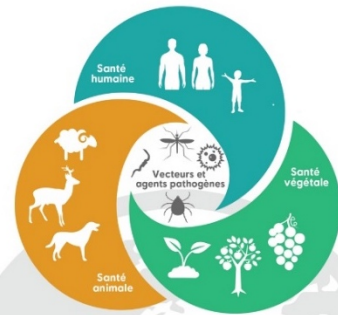 Santé
humaine
Vecteurs et
agents pathogènes
Santé
végétale
Santé
animale